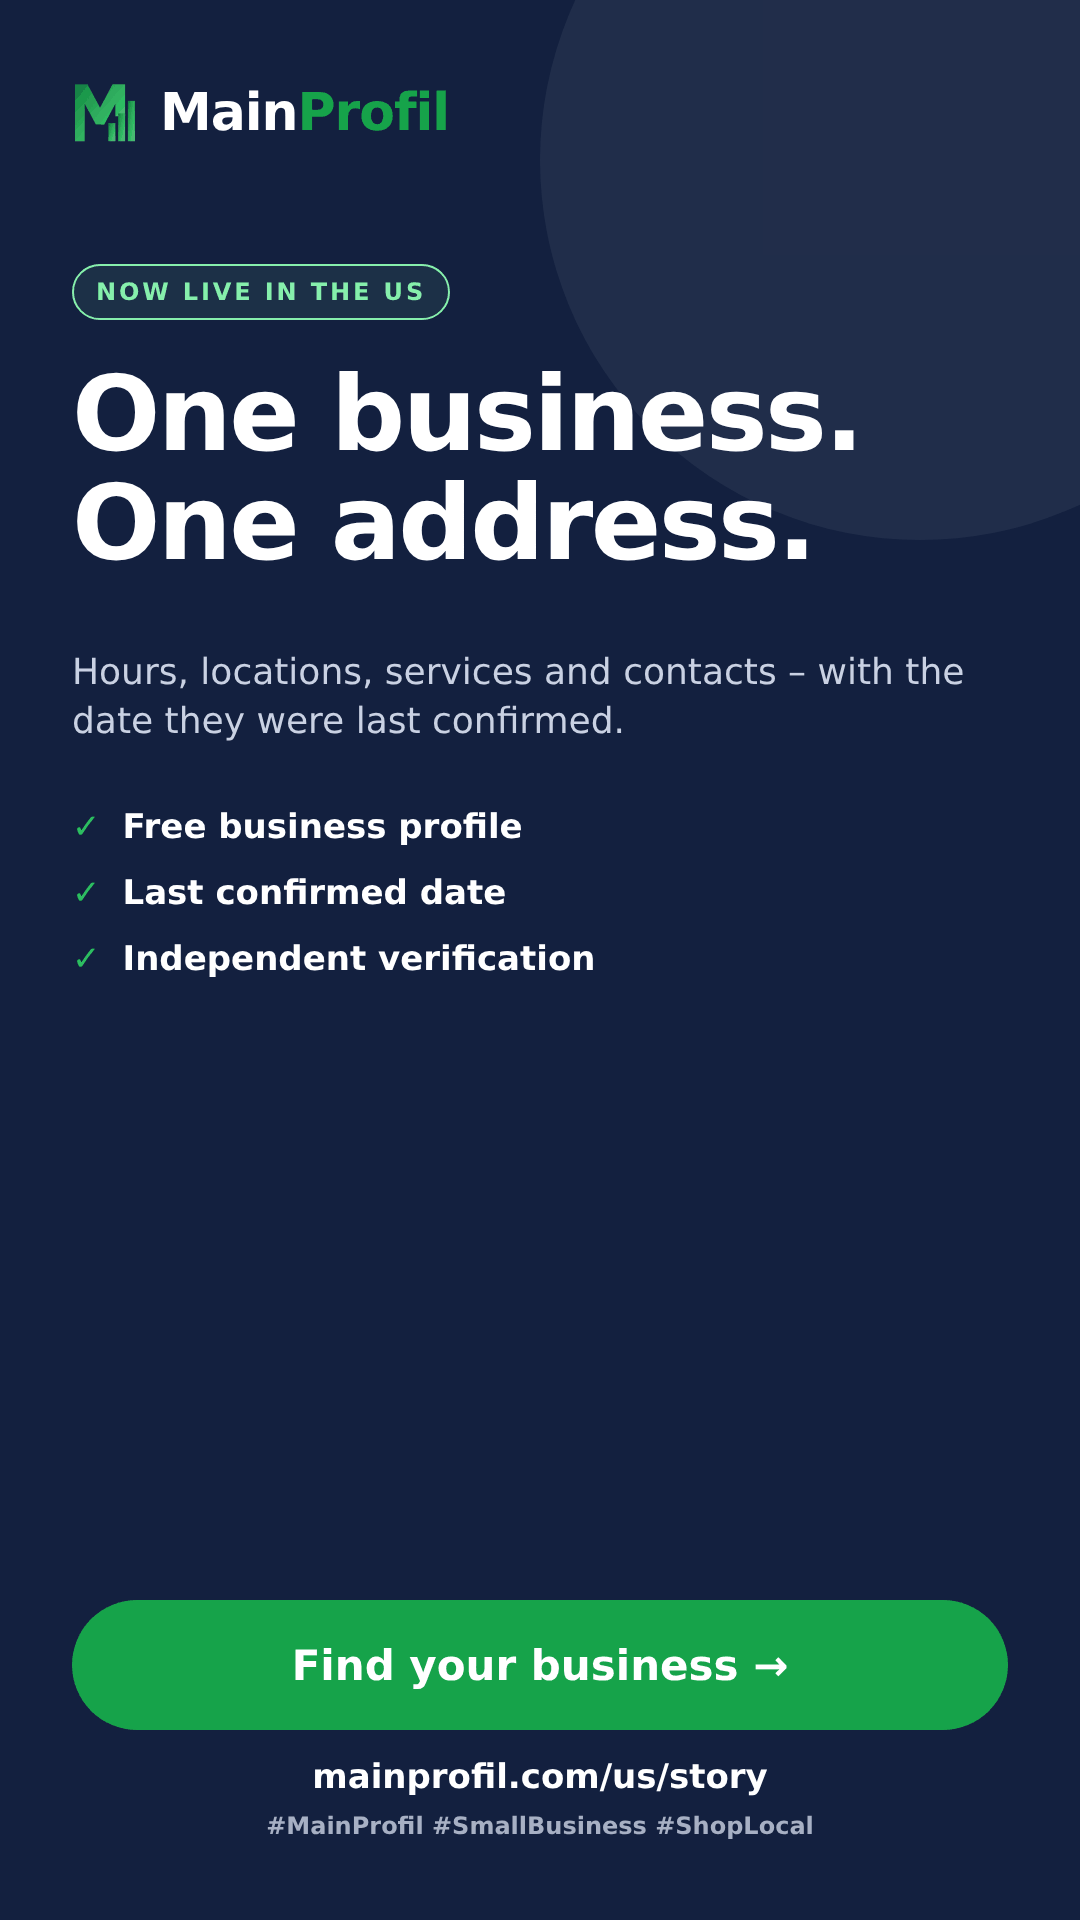 MainProfil
NOW LIVE IN THE US
One business.
One address.
Hours, locations, services and contacts – with the
date they were last confirmed.
✓ Free business profile
✓ Last confirmed date
✓ Independent verification
Find your business →
mainprofil.com/us/story
#MainProfil #SmallBusiness #ShopLocal